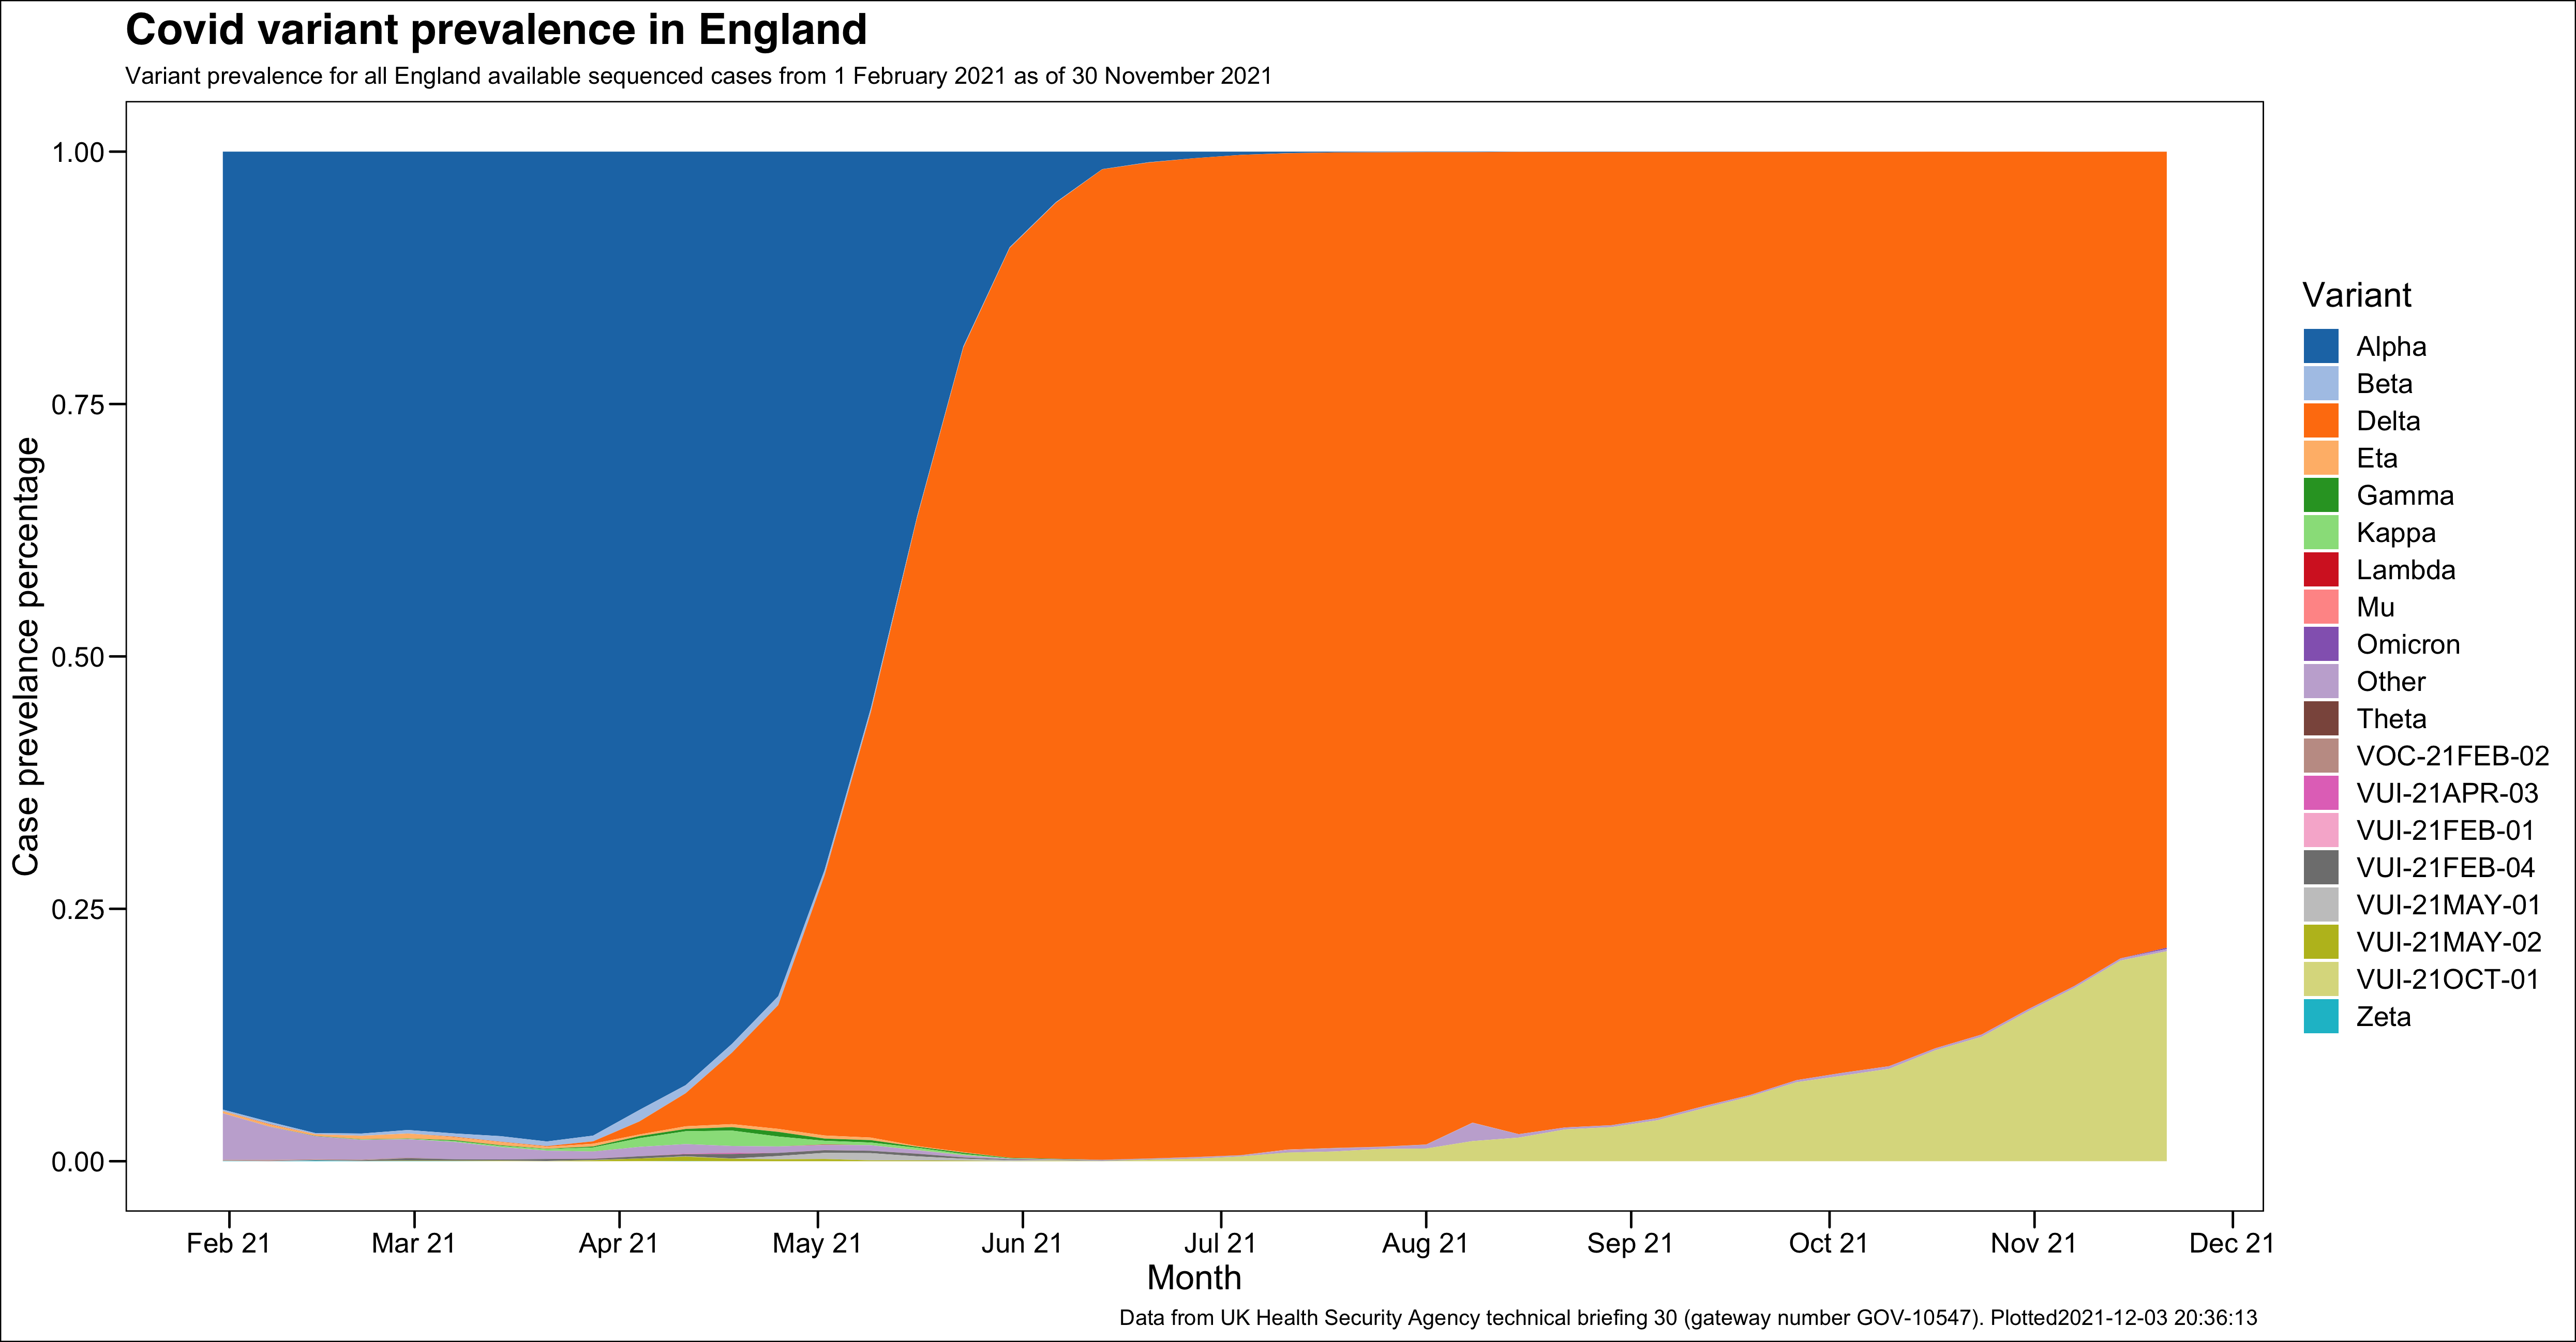 Covid variant prevalence in England
Variant prevalence for all England available sequenced cases from 1 February 2021 as of 30 November 2021
Case prevelance percentage
1.00
0.75
0.50
0.25
0.00
Feb 21
Mar 21
Apr 21
May 21
Jun 21
Jul 21
Aug 21
Sep 21
Oct 21
Nov 21
Dec 21
Month
Variant
Alpha
Beta
Delta
Eta
Gamma
Kappa
Lambda
Mu
Omicron
Other
Theta
VOC-21FEB-02
VUI-21APR-03
VUI-21FEB-01
VUI-21FEB-04
VUI-21MAY-01
VUI-21MAY-02
VUI-21OCT-01
Zeta
Data from UK Health Security Agency technical briefing 30 (gateway number GOV-10547). Plotted2021-12-03 20:36:13